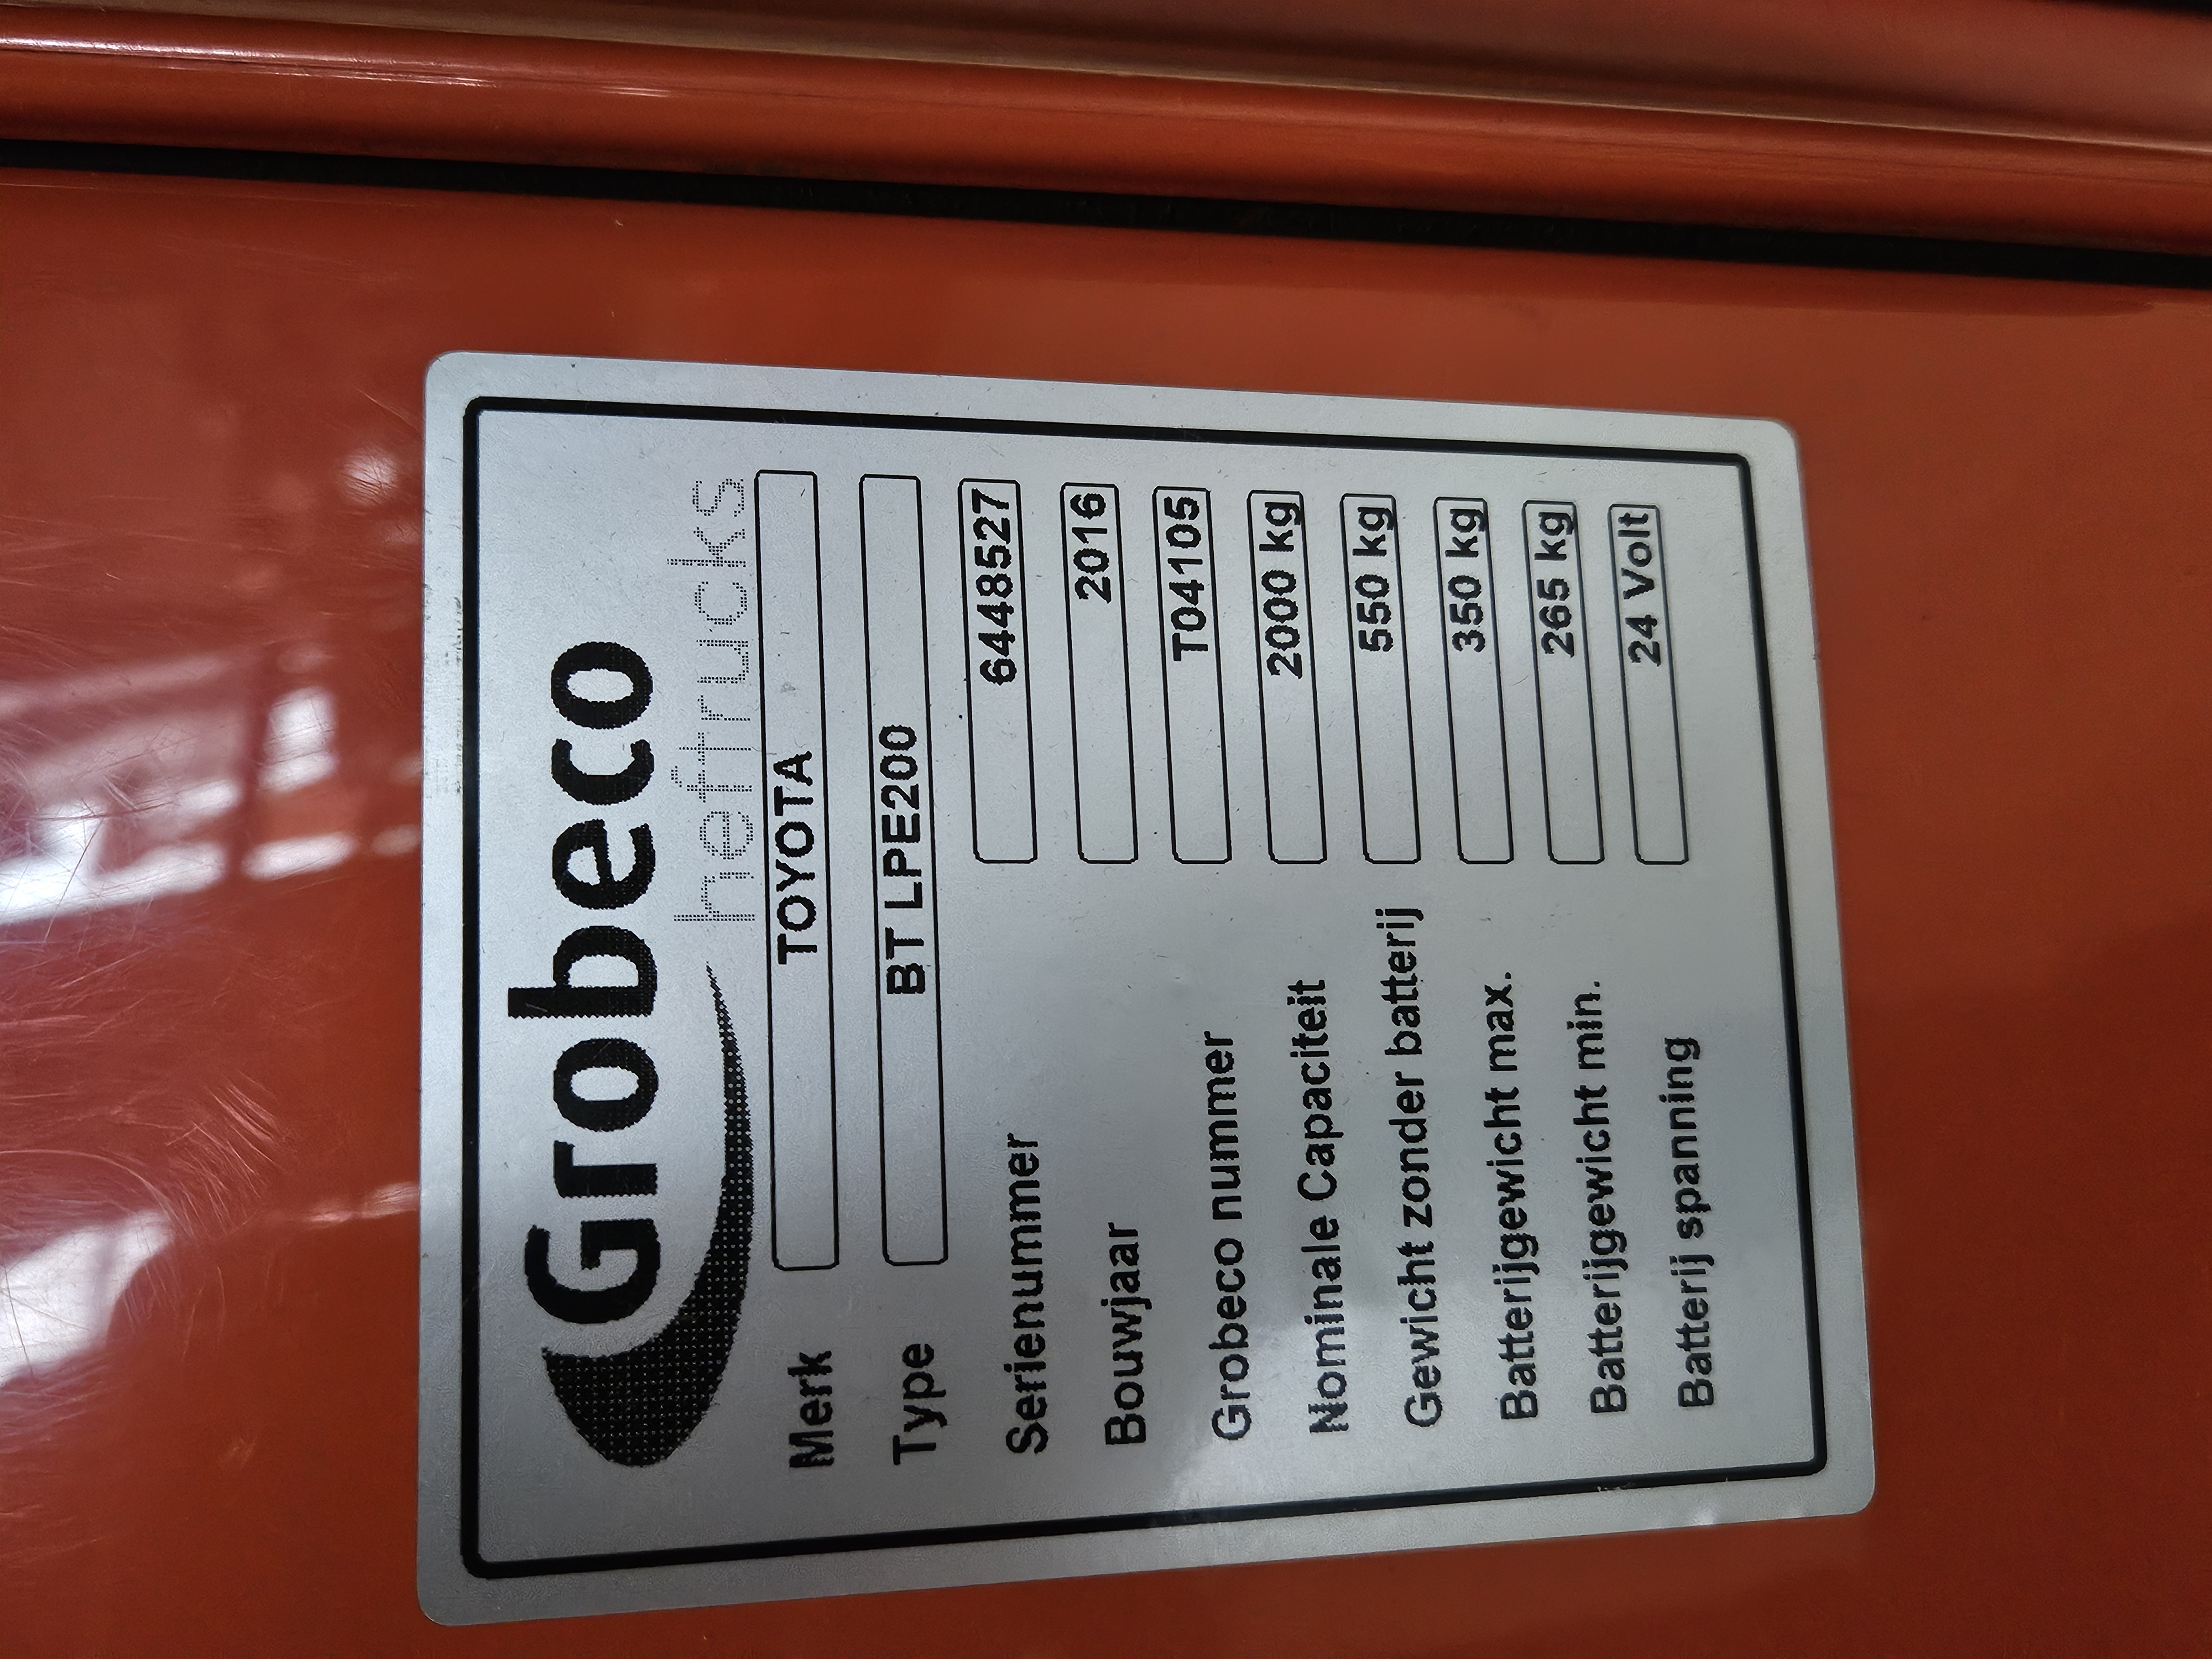 Grobeco
heftrucks
Merk TOYOTA
Type BT LPE200
Serienummer 6448527
Bouwjaar 2016
Grobeco nummer T04105
Nominale Capaciteit 2000 kg
Gewicht zonder batterij 550 kg
Batterijgewicht max. 350 kg
Batterijgewicht min. 265 kg
Batterij spanning 24 Volt